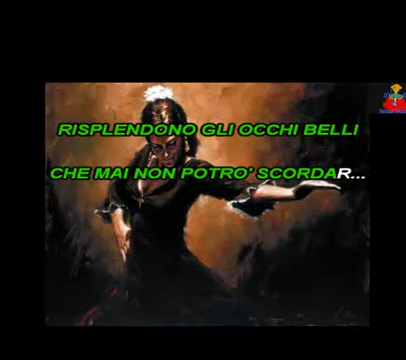 RISPLENDONO GLI OCCHI BELLI
CHE MAI NON POTRO' SCORDAR...